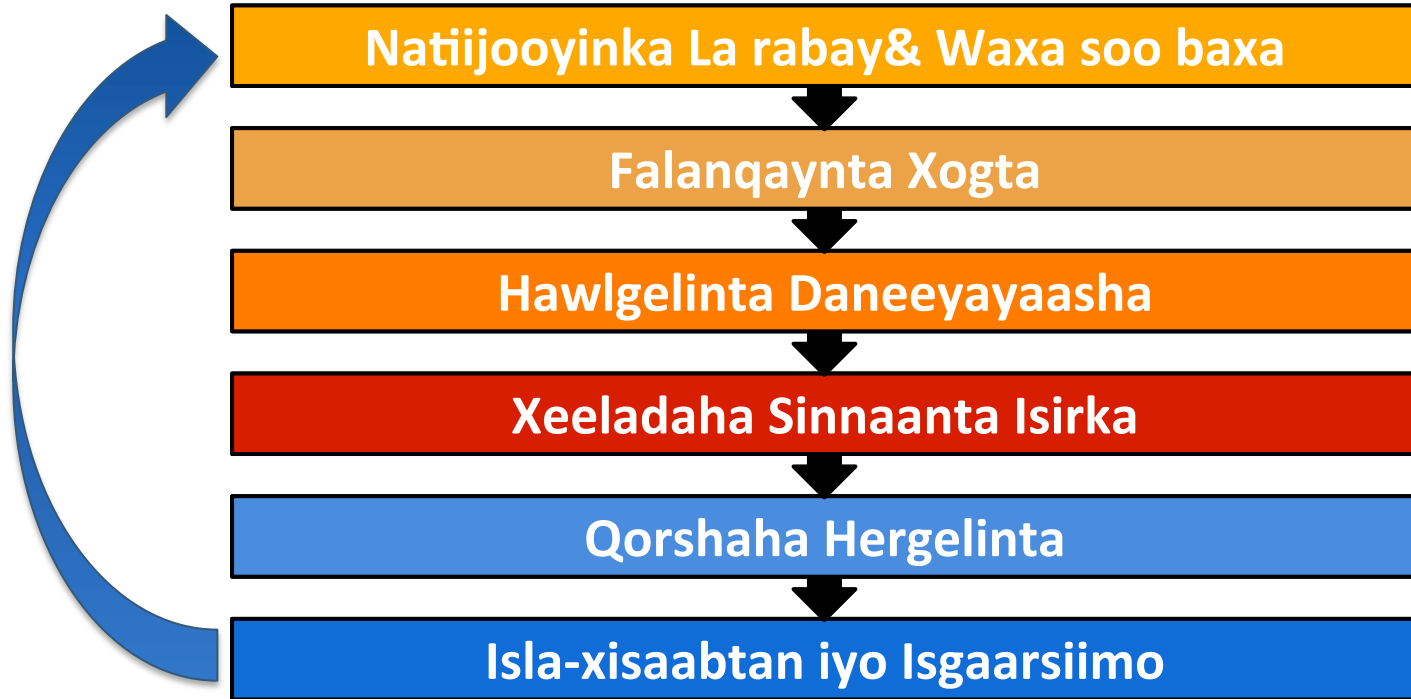 Natiijooyinka La rabay& Waxa soo baxa
Falanqaynta Xogta
Hawlgelinta Daneeyayaasha
Xeeladaha Sinnaanta Isirka
Qorshaha Hergelinta
Isla-xisaabtan iyo Isgaarsiimo